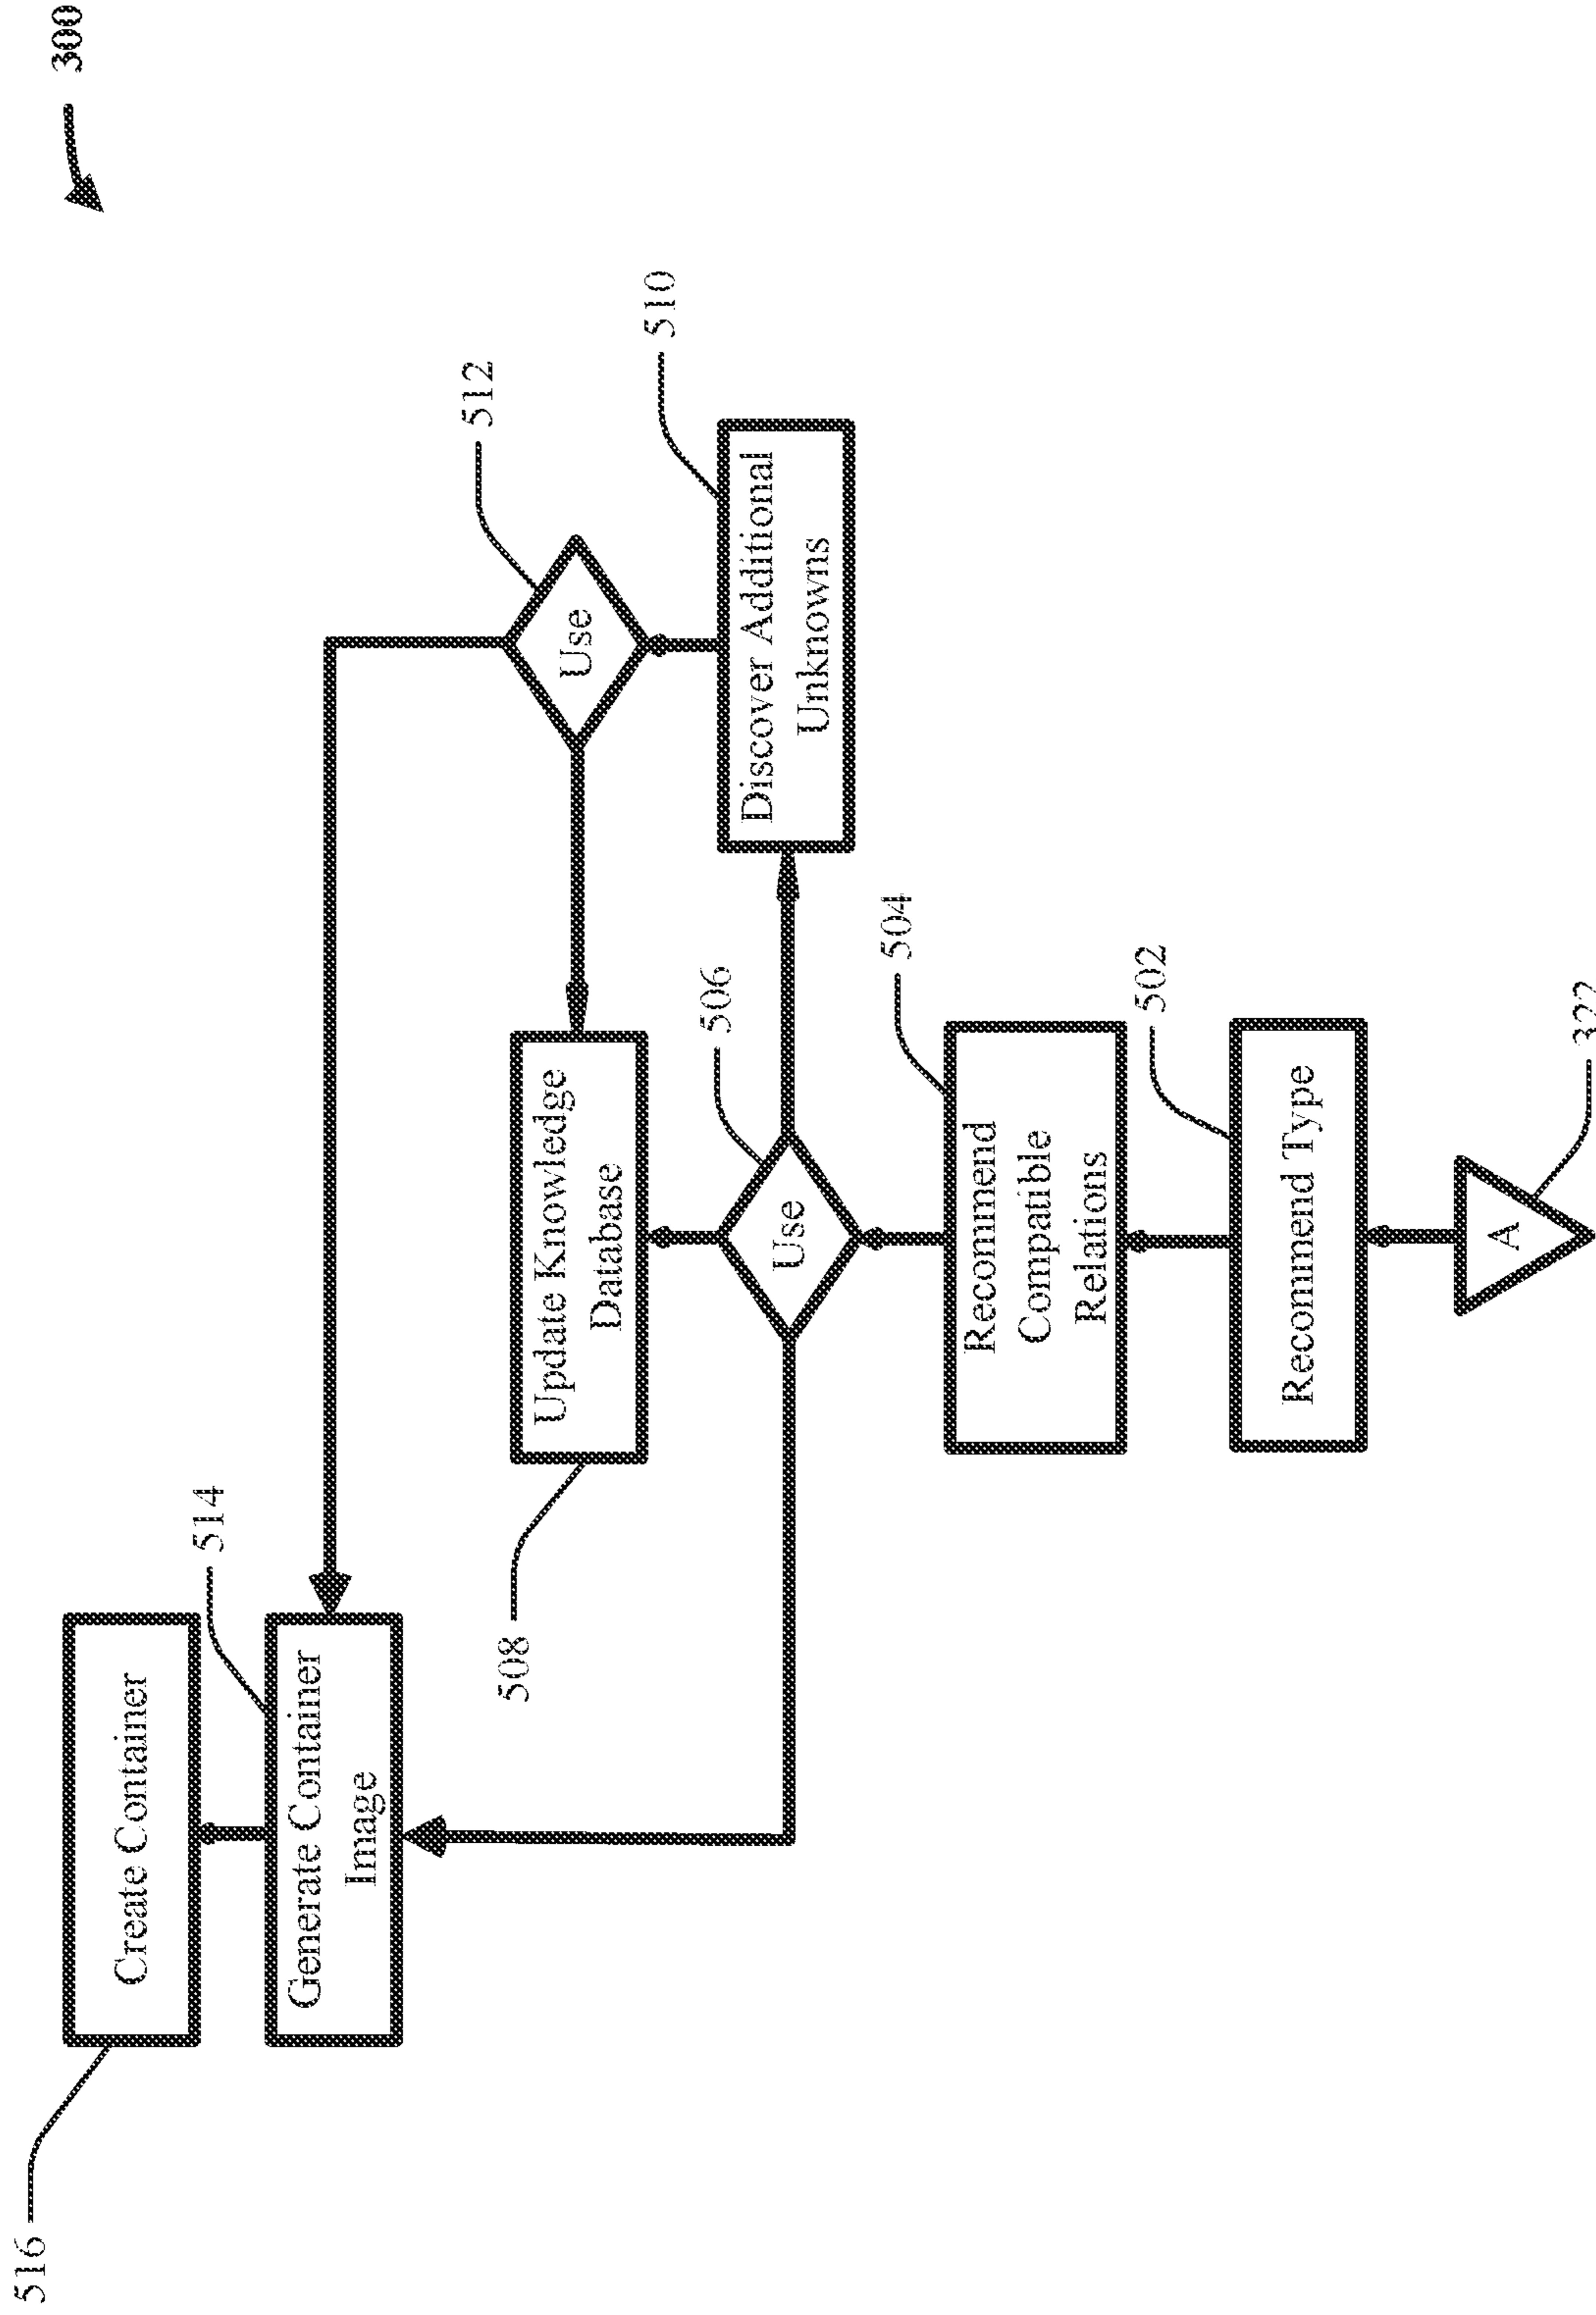 300
516
Create Container
514
Generate Container
Image
512
Use
508
Update Knowledge
Database
510
Discover Additional
Unknowns
506
Use
504
Recommend
Compatible
Relations
502
Recommend Type
A